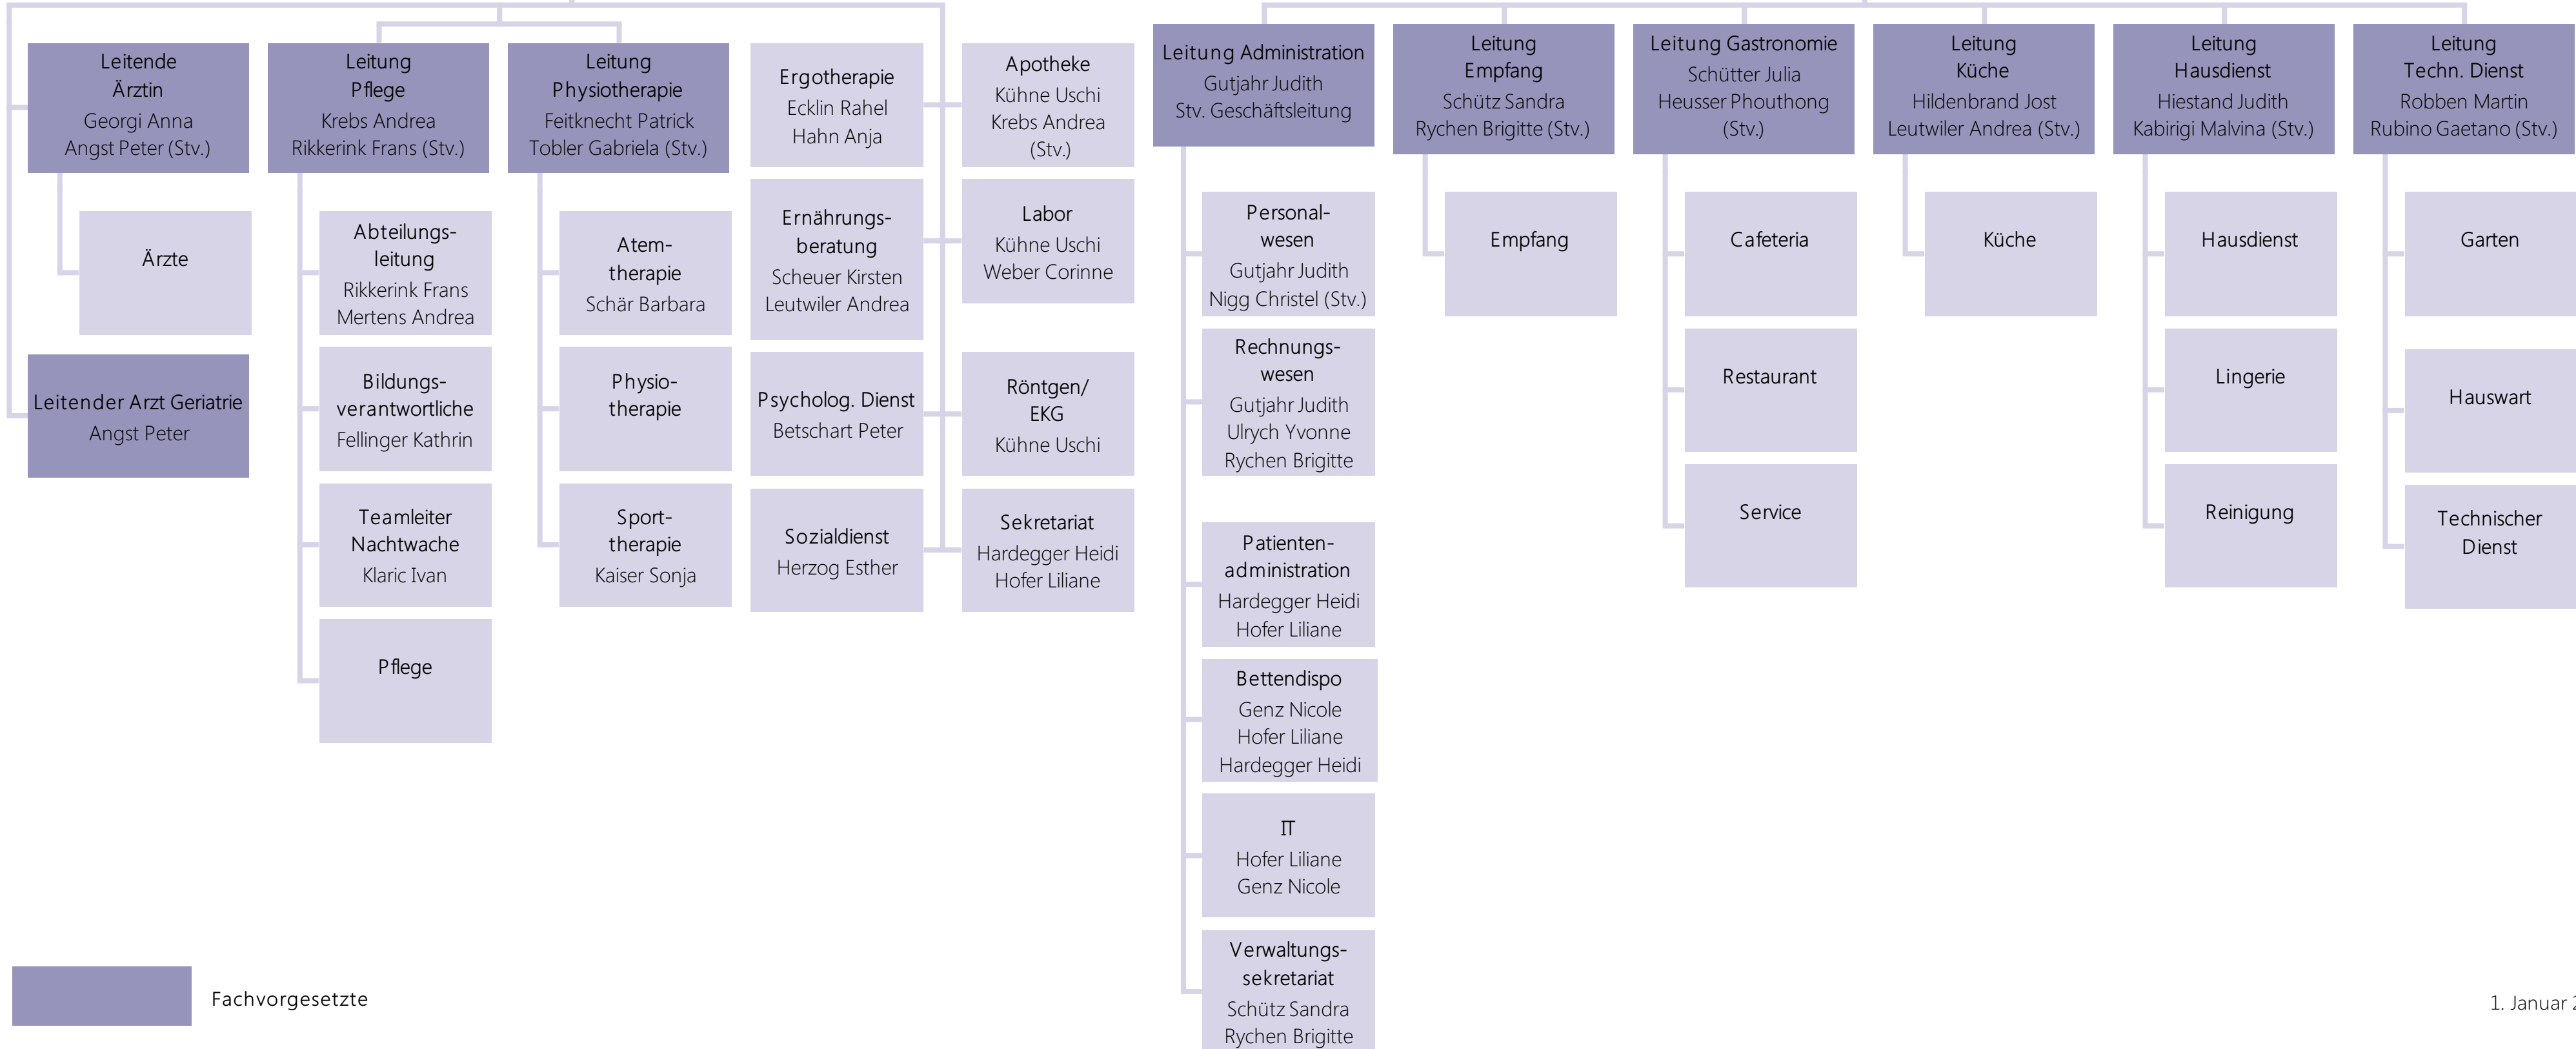 Leitende
Ärztin
Georgi Anna
Angst Peter (Stv.)
Ärzte
Leitender Arzt Geriatrie
Angst Peter
Leitung
Pflege
Krebs Andrea
Rikkerink Frans (Stv.)
Abteilungs-
leitung
Rikkerink Frans
Mertens Andrea
Bildungs-
verantwortliche
Fellinger Kathrin
Teamleiter
Nachtwache
Klaric Ivan
Pflege
Leitung
Physiotherapie
Feitknecht Patrick
Tobler Gabriela (Stv.)
Atem-
therapie
Schär Barbara
Physio-
therapie
Sport-
therapie
Kaiser Sonja
Ergotherapie
Ecklin Rahel
Hahn Anja
Ernährungs-
beratung
Scheuer Kirsten
Leutwiler Andrea
Psycholog. Dienst
Betschart Peter
Sozialdienst
Herzog Esther
Apotheke
Kühne Uschi
Krebs Andrea
(Stv.)
Labor
Kühne Uschi
Weber Corinne
Röntgen/
EKG
Kühne Uschi
Sekretariat
Hardegger Heidi
Hofer Liliane
Leitung Administration
Gutjahr Judith
Stv. Geschäftsleitung
Personal-
wesen
Gutjahr Judith
Nigg Christel (Stv.)
Rechnungs-
wesen
Gutjahr Judith
Ulrych Yvonne
Rychen Brigitte
Patienten-
administration
Hardegger Heidi
Hofer Liliane
Bettendispo
Genz Nicole
Hofer Liliane
Hardegger Heidi
IT
Hofer Liliane
Genz Nicole
Verwaltungs-
sekretariat
Schütz Sandra
Rychen Brigitte
Leitung
Empfang
Schütz Sandra
Rychen Brigitte (Stv.)
Empfang
Leitung Gastronomie
Schütter Julia
Heusser Phouthong
(Stv.)
Cafeteria
Restaurant
Service
Leitung
Küche
Hildenbrand Jost
Leutwiler Andrea (Stv.)
Küche
Leitung
Hausdienst
Hiestand Judith
Kabirigi Malvina (Stv.)
Hausdienst
Lingerie
Reinigung
Leitung
Techn. Dienst
Robben Martin
Rubino Gaetano (Stv.)
Garten
Hauswart
Technischer
Dienst
Fachvorgesetzte
1. Januar